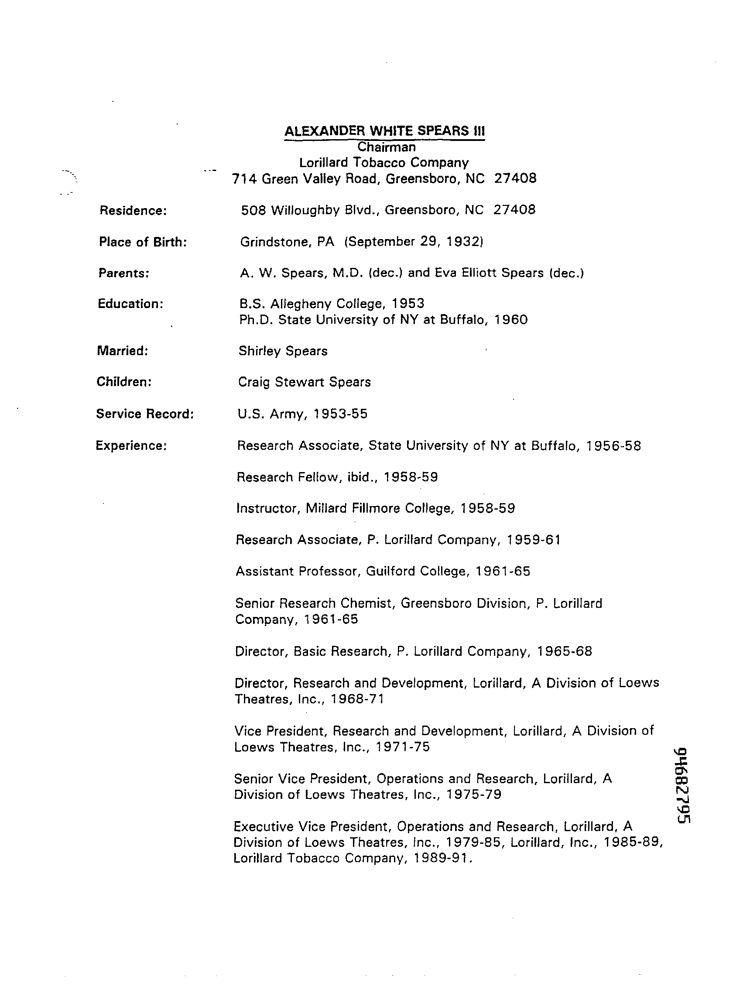 ALEXANDER WHITE SPEARS III
Chairman
Lorillard Tobacco Company
714 Green Valley Road, Greensboro, NC 27408
Residence: 508 Willoughby Blvd., Greensboro, NC 27408
Place of Birth: Grindstone, PA (September 29, 1932)
Parents: A. W. Spears, M.D. (dec.) and Eva Elliott Spears (dec.)
Education: B.S. Allegheny College, 1953
Ph.D. State University of NY at Buffalo, 1960
Married: Shirley Spears
Children: Craig Stewart Spears
Service Record: U.S. Army, 1953-55
Experience: Research Associate, State University of NY at Buffalo, 1956-58
Research Fellow, ibid., 1958-59
Instructor, Millard Fillmore College, 1958-59
Research Associate, P. Lorillard Company, 1959-61
Assistant Professor, Guilford College, 1961-65
Senior Research Chemist, Greensboro Division, P. Lorillard
Company, 1961-65
Director, Basic Research, P. Lorillard Company, 1965-68
Director, Research and Development, Lorillard, A Division of Loews
Theatres, Inc., 1968-71
Vice President, Research and Development, Lorillard, A Division of
Loews Theatres, Inc., 1971-75
Senior Vice President, Operations and Research, Lorillard, A
Division of Loews Theatres, Inc., 1975-79
Executive Vice President, Operations and Research, Lorillard, A
Division of Loews Theatres, Inc., 1979-85, Lorillard, Inc., 1985-89,
Lorillard Tobacco Company, 1989-91.
94682795